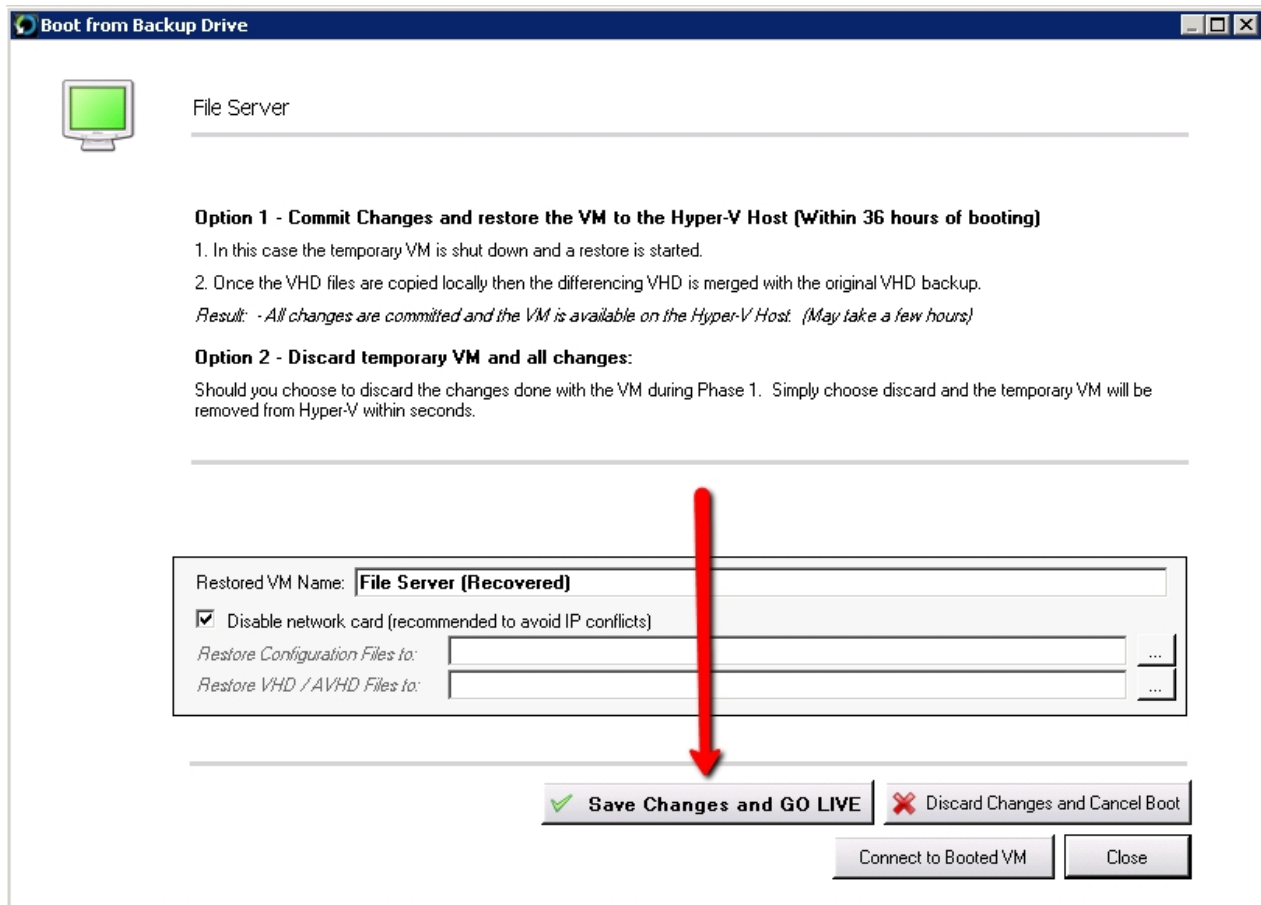 Boot from Backup Drive
File Server
Option 1 - Commit Changes and restore the VM to the Hyper-V Host (Within 36 hours of booting)
1. In this case the temporary VM is shut down and a restore is started.
2. Once the VHD files are copied locally then the differencing VHD is merged with the original VHD backup.
Result: - All changes are committed and the VM is available on the Hyper-V Host. (May take a few hours)
Option 2 - Discard temporary VM and all changes:
Should you choose to discard the changes done with the VM during Phase 1. Simply choose discard and the temporary VM will be
removed from Hyper-V within seconds.
Restored VM Name: File Server (Recovered)
Disable network card (recommended to avoid IP conflicts)
Restore Configuration Files to: ...
Restore VHD / AVHD Files to: ...
Save Changes and GO LIVE Discard Changes and Cancel Boot
Connect to Booted VM Close